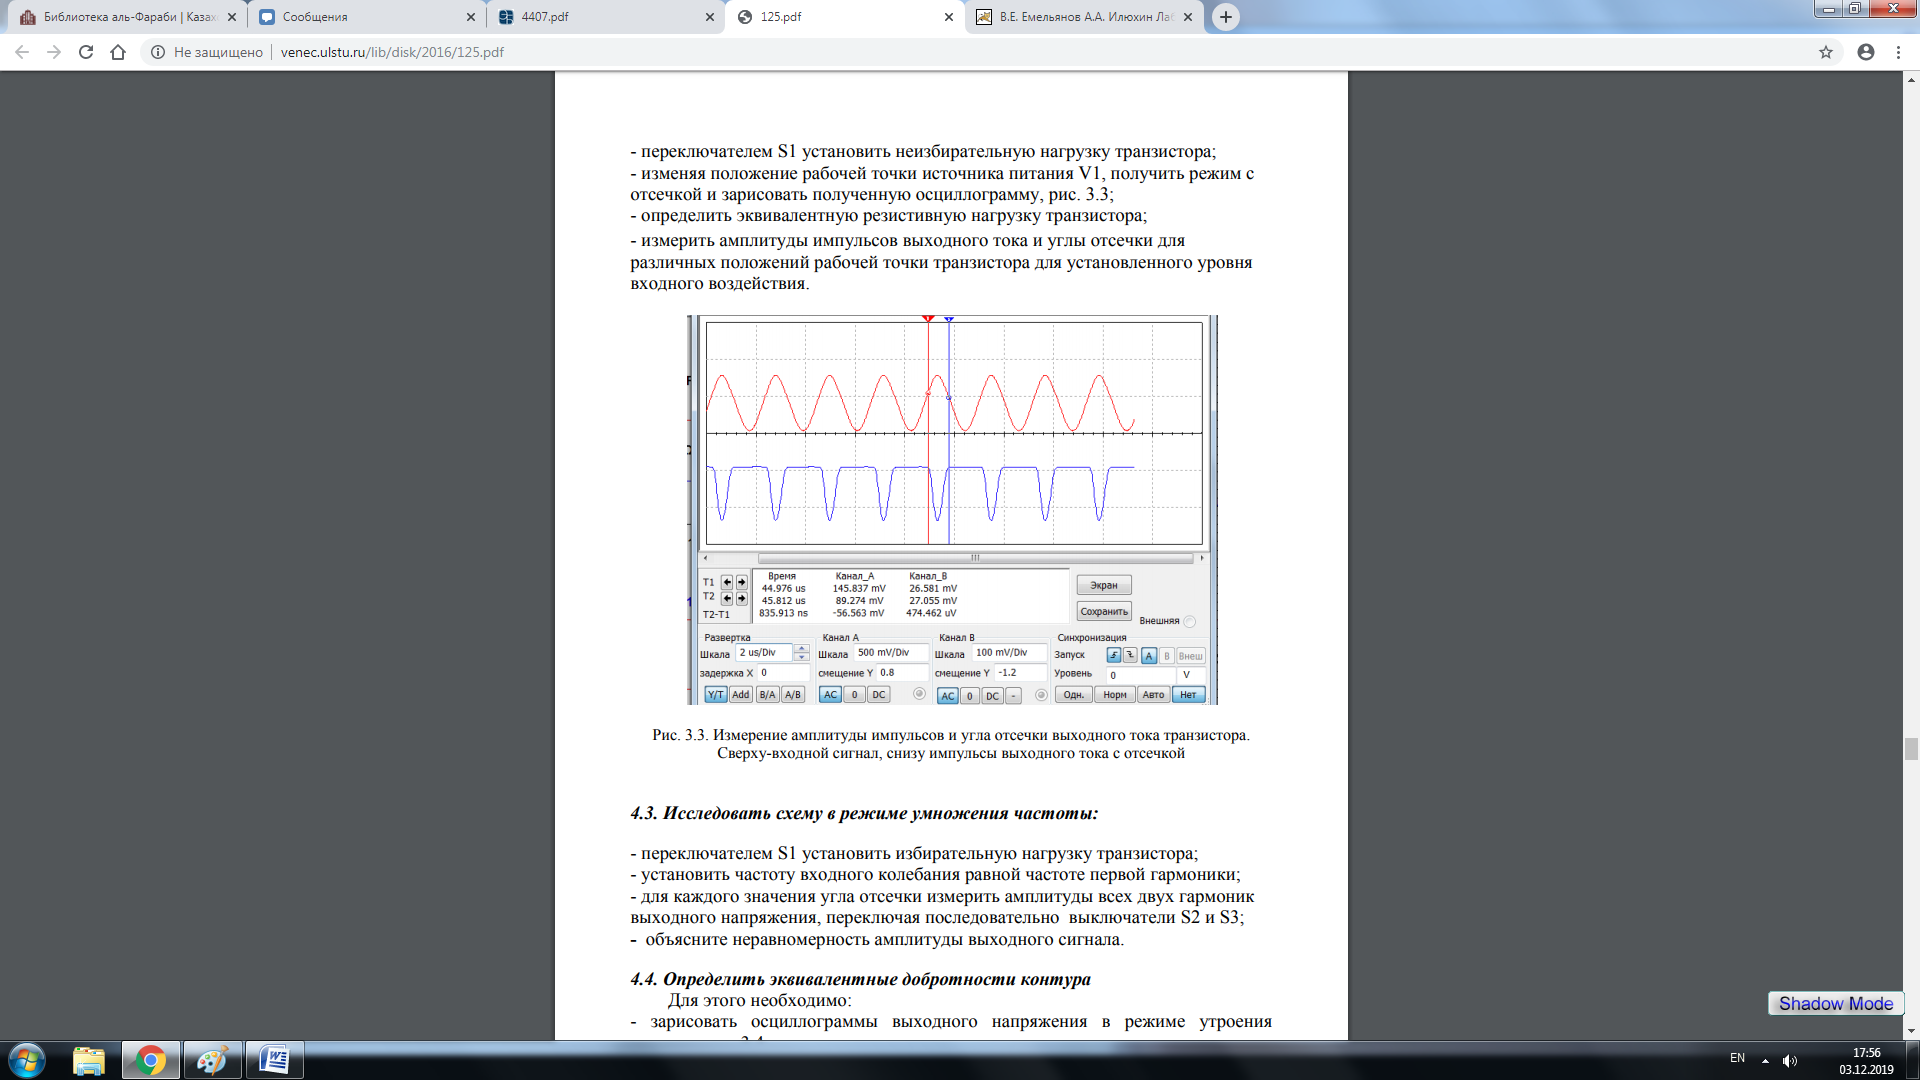 Библиотека аль-Фараби | Казах
Сообщения
4407.pdf
125.pdf
В.Е. Емельянов А.А. Илюхин Лаб
Не защищено | venec.ulstu.ru/lib/disk/2016/125.pdf
- переключателем S1 установить неизбирательную нагрузку транзистора;
- изменяя положение рабочей точки источника питания V1, получить режим с
отсечкой и зарисовать полученную осциллограмму, рис. 3.3;
- определить эквивалентную резистивную нагрузку транзистора;
- измерить амплитуды импульсов выходного тока и углы отсечки для
различных положений рабочей точки транзистора для установленного уровня
входного воздействия.
Время Канал_A Канал_B
T1 44.976 us 145.837 mV 26.581 mV
T2 45.812 us 89.274 mV 27.055 mV
T2-T1 835.913 ns -56.563 mV 474.462 uV
Экран
Сохранить
Внешняя
Развертка Канал A Канал B Синхронизация
Шкала 2 us/Div Шкала 500 mV/Div Шкала 100 mV/Div Запуск A B Внеш
задержка X 0 смещение Y 0.8 смещение Y -1.2 Уровень 0 V
Y/T Add B/A A/B AC 0 DC AC 0 DC - Одн. Норм Авто Нет
Рис. 3.3. Измерение амплитуды импульсов и угла отсечки выходного тока транзистора.
Сверху-входной сигнал, снизу импульсы выходного тока с отсечкой
4.3. Исследовать схему в режиме умножения частоты:
- переключателем S1 установить избирательную нагрузку транзистора;
- установить частоту входного колебания равной частоте первой гармоники;
- для каждого значения угла отсечки измерить амплитуды всех двух гармоник
выходного напряжения, переключая последовательно выключатели S2 и S3;
- объясните неравномерность амплитуды выходного сигнала.
4.4. Определить эквивалентные добротности контура
Для этого необходимо:
- зарисовать осциллограммы выходного напряжения в режиме утроения
Shadow Mode
EN
17:56
03.12.2019